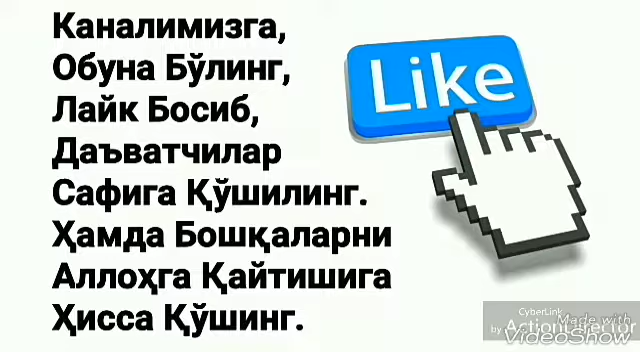 Каналимизга,
Обуна Бўлинг,
Лайк Босиб,
Даъватчилар
Сафига Қўшилинг.
Ҳамда Бошқаларни
Аллоҳга Қайтишига
Ҳисса Қўшинг.
Like
CyberLink
by ActionDirector
Made with
VideoShow